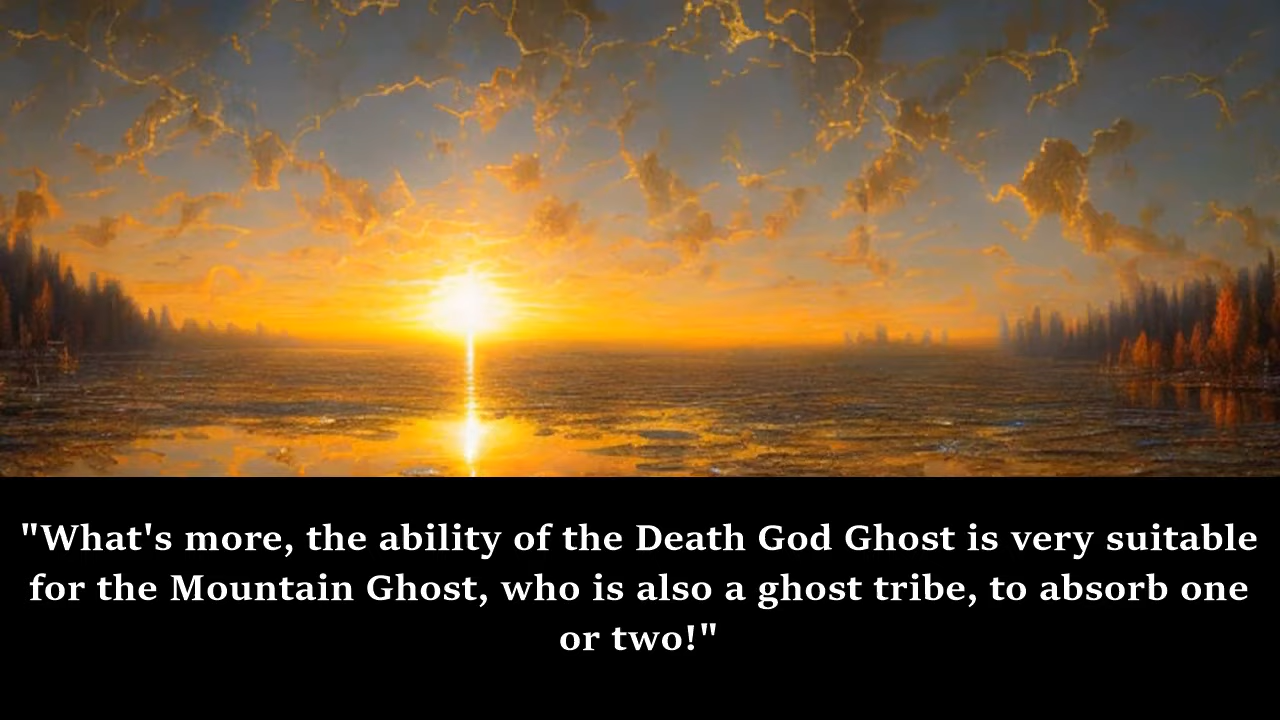 "What's more, the ability of the Death God Ghost is very suitable
for the Mountain Ghost, who is also a ghost tribe, to absorb one
or two!"